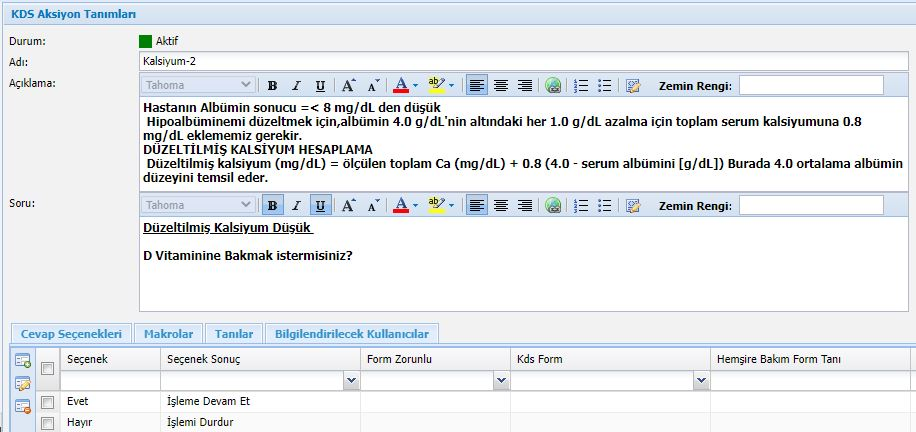 KDS Aksiyon Tanımları
Durum: Aktif
Adı: Kalsiyum-2
Açıklama: Tahoma B I U A A A ab Zemin Rengi:
Hastanın Albümin sonucu =< 8 mg/dL den düşük
Hipoalbüminemi düzeltmek için,albümin 4.0 g/dL'nin altındaki her 1.0 g/dL azalma için toplam serum kalsiyumuna 0.8
mg/dL eklememiz gerekir.
DÜZELTİLMİŞ KALSİYUM HESAPLAMA
Düzeltilmiş kalsiyum (mg/dL) = ölçülen toplam Ca (mg/dL) + 0.8 (4.0 - serum albümini [g/dL]) Burada 4.0 ortalama albümin
düzeyini temsil eder.
Soru: Tahoma B I U A A A ab Zemin Rengi:
Düzeltilmiş Kalsiyum Düşük
D Vitaminine Bakmak istermisiniz?
Cevap Seçenekleri Makrolar Tanılar Bilgilendirilecek Kullanıcılar
Seçenek Seçenek Sonuç Form Zorunlu Kds Form Hemşire Bakım Form Tanı
Evet İşleme Devam Et
Hayır İşlemi Durdur